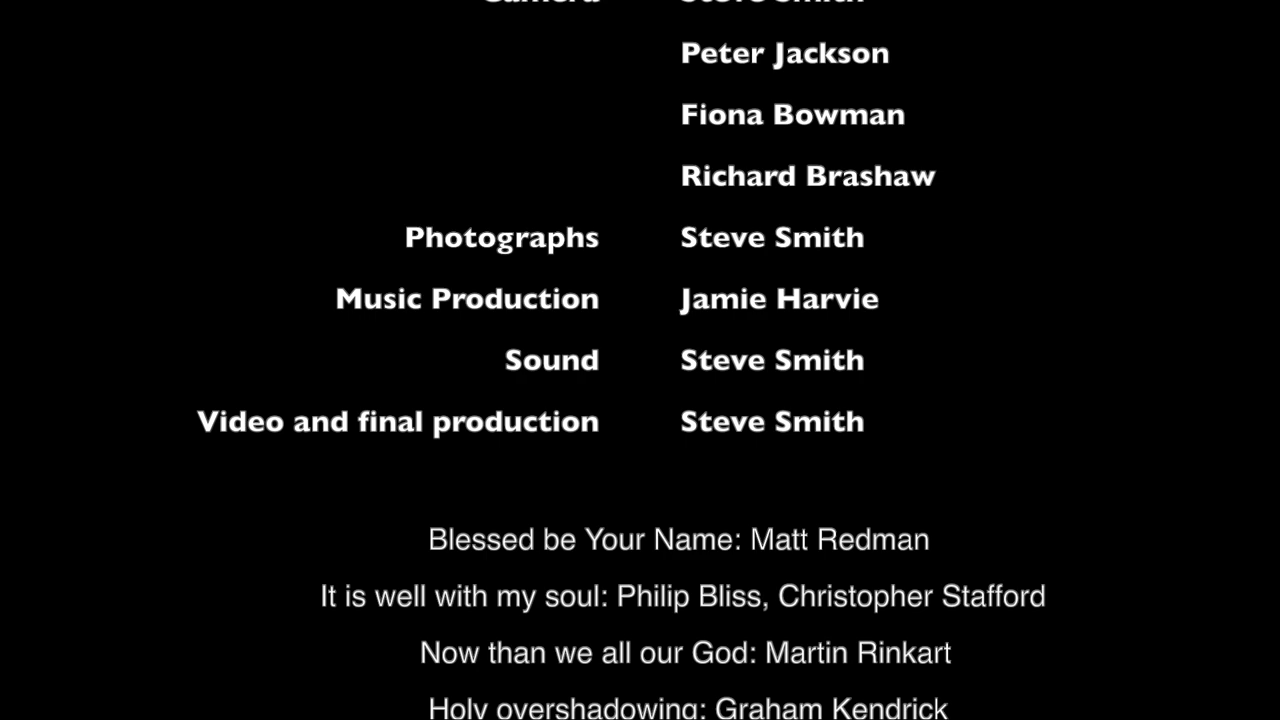 Camera Steve Smith
Peter Jackson
Fiona Bowman
Richard Brashaw
Photographs Steve Smith
Music Production Jamie Harvie
Sound Steve Smith
Video and final production Steve Smith
Blessed be Your Name: Matt Redman
It is well with my soul: Philip Bliss, Christopher Stafford
Now than we all our God: Martin Rinkart
Holy overshadowing: Graham Kendrick